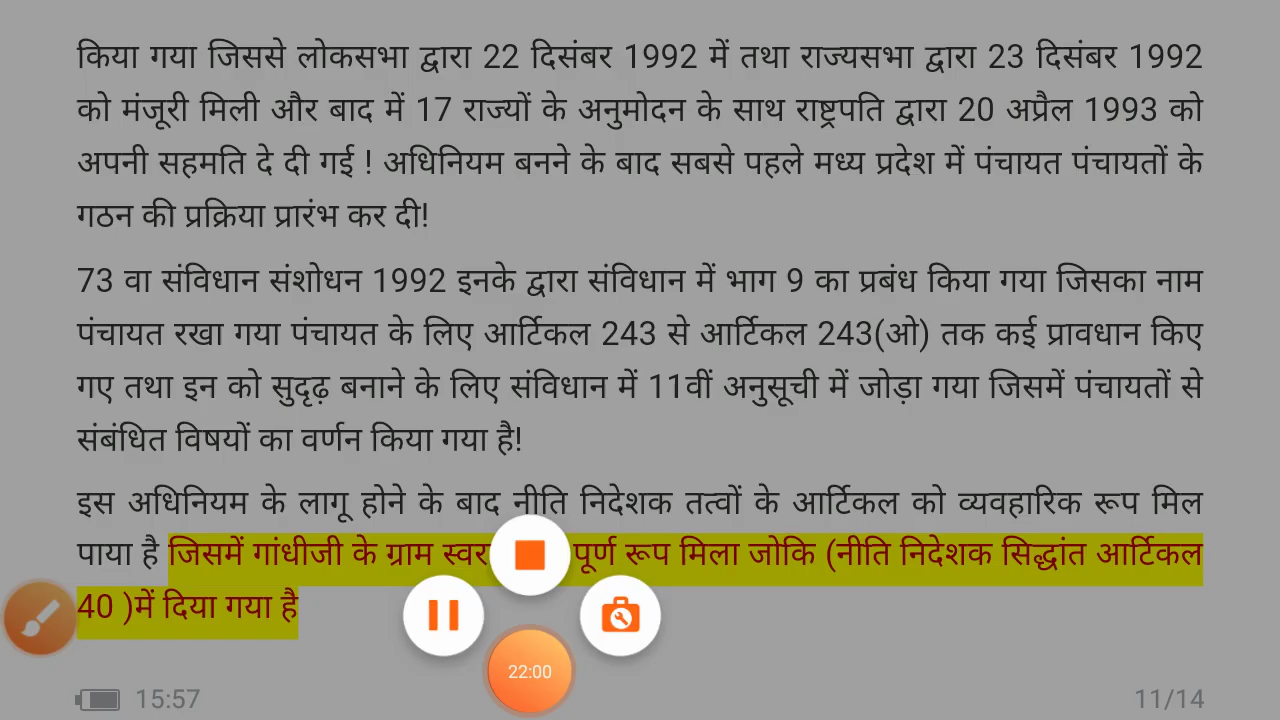 किया गया जिससे लोकसभा द्वारा 22 दिसंबर 1992 में तथा राज्यसभा द्वारा 23 दिसंबर 1992
को मंजूरी मिली और बाद में 17 राज्यों के अनुमोदन के साथ राष्ट्रपति द्वारा 20 अप्रैल 1993 को
अपनी सहमति दे दी गई ! अधिनियम बनने के बाद सबसे पहले मध्य प्रदेश में पंचायत पंचायतों के
गठन की प्रक्रिया प्रारंभ कर दी!
73 वा संविधान संशोधन 1992 इनके द्वारा संविधान में भाग 9 का प्रबंध किया गया जिसका नाम
पंचायत रखा गया पंचायत के लिए आर्टिकल 243 से आर्टिकल 243(ओ) तक कई प्रावधान किए
गए तथा इन को सुदृढ़ बनाने के लिए संविधान में 11वीं अनुसूची में जोड़ा गया जिसमें पंचायतों से
संबंधित विषयों का वर्णन किया गया है!
इस अधिनियम के लागू होने के बाद नीति निदेशक तत्वों के आर्टिकल को व्यवहारिक रूप मिल
पाया है जिसमें गांधीजी के ग्राम पूर्ण रूप मिला जोकि (नीति निदेशक सिद्धांत आर्टिकल
40 )में दिया गया है
22:00
15:57 11/14